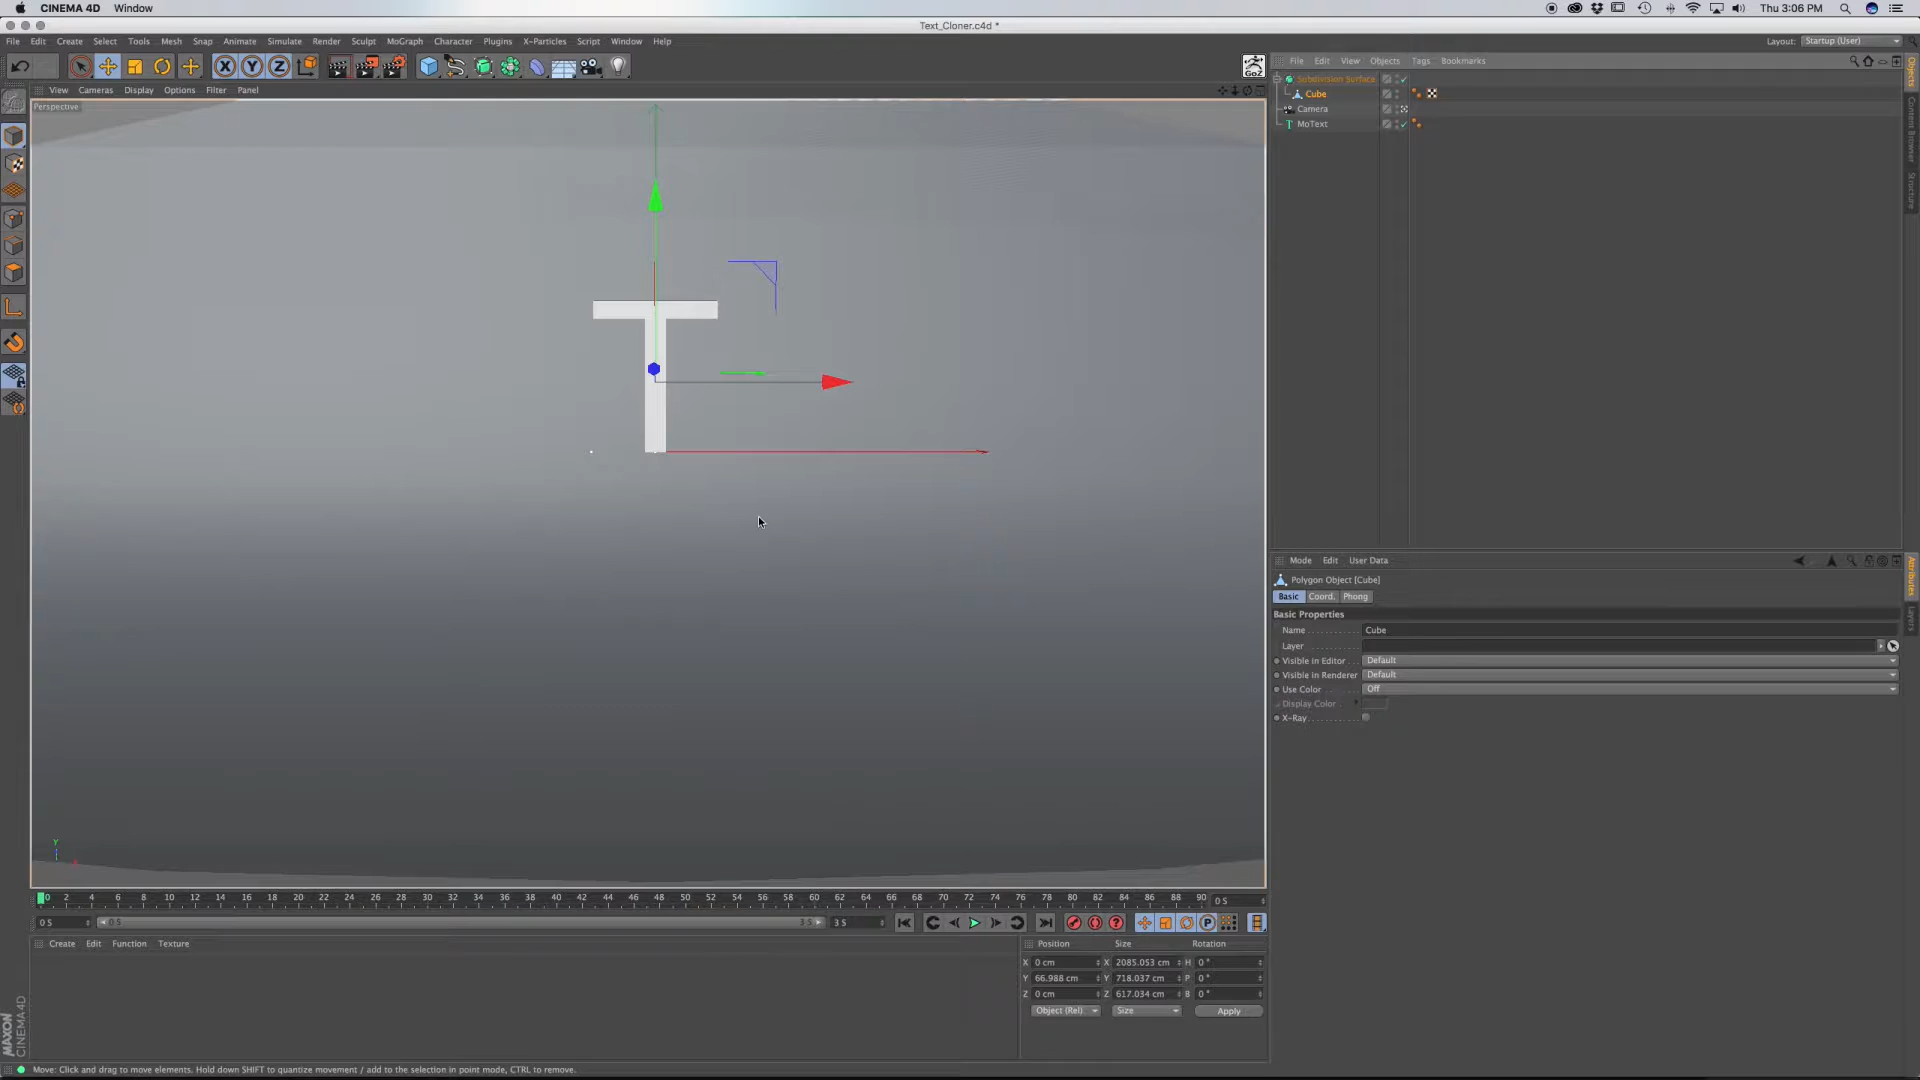 CINEMA 4D Window Thu 3:06 PM
Text_Cloner.c4d *
File Edit Create Select Tools Mesh Snap Animate Simulate Render Sculpt MoGraph Character Plugins X-Particles Script Window Help Layout: Startup (User)
GoZ
File Edit View Objects Tags Bookmarks
View Cameras Display Options Filter Panel
Perspective
Subdivision Surface
Cube
Camera
MoText
Objects
Content Browser
Structure
T
Mode Edit User Data
Polygon Object [Cube]
Basic Coord. Phong
Basic Properties
Name Cube
Layer
Visible in Editor Default
Visible in Renderer Default
Use Color Off
Display Color
X-Ray
Attributes
Layers
Y
0 2 4 6 8 10 12 14 16 18 20 22 24 26 28 30 32 34 36 38 40 42 44 46 48 50 52 54 56 58 60 62 64 66 68 70 72 74 76 78 80 82 84 86 88 90 0 S
0 S 0 S 3 S 3 S
Create Edit Function Texture
Position Size Rotation
X 0 cm X 2085.053 cm H 0 °
Y 66.988 cm Y 718.037 cm P 0 °
Z 0 cm Z 617.034 cm B 0 °
Object (Rel) Size Apply
MAXON CINEMA 4D
Move: Click and drag to move elements. Hold down SHIFT to quantize movement / add to the selection in point mode, CTRL to remove.